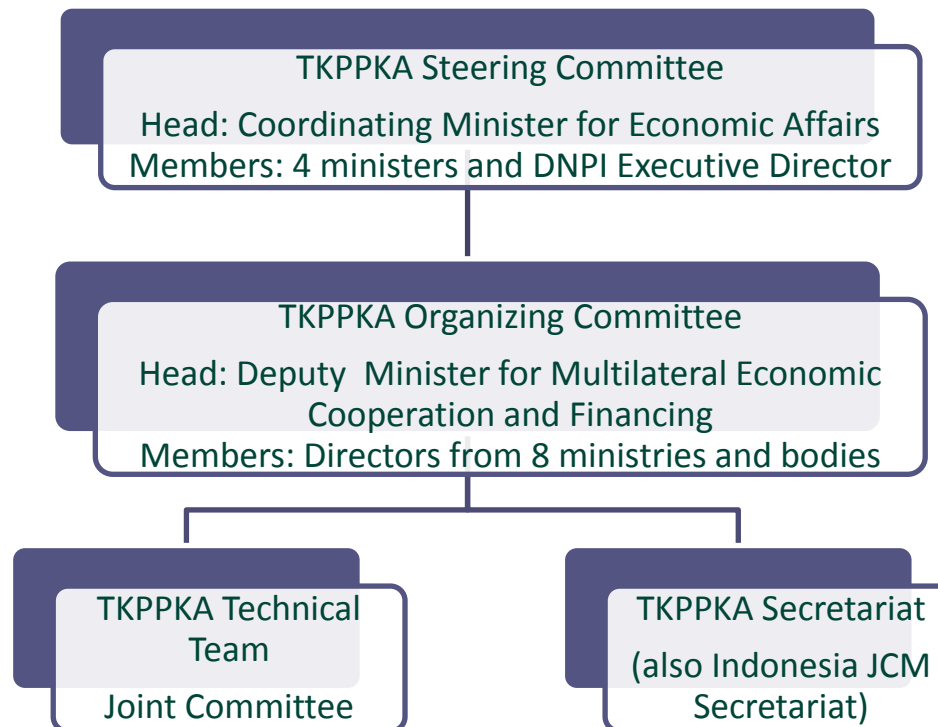 TKPPKA Steering Committee
Head: Coordinating Minister for Economic Affairs
Members: 4 ministers and DNPI Executive Director
TKPPKA Organizing Committee
Head: Deputy Minister for Multilateral Economic
Cooperation and Financing
Members: Directors from 8 ministries and bodies
TKPPKA Technical
Team
Joint Committee
TKPPKA Secretariat
(also Indonesia JCM
Secretariat)